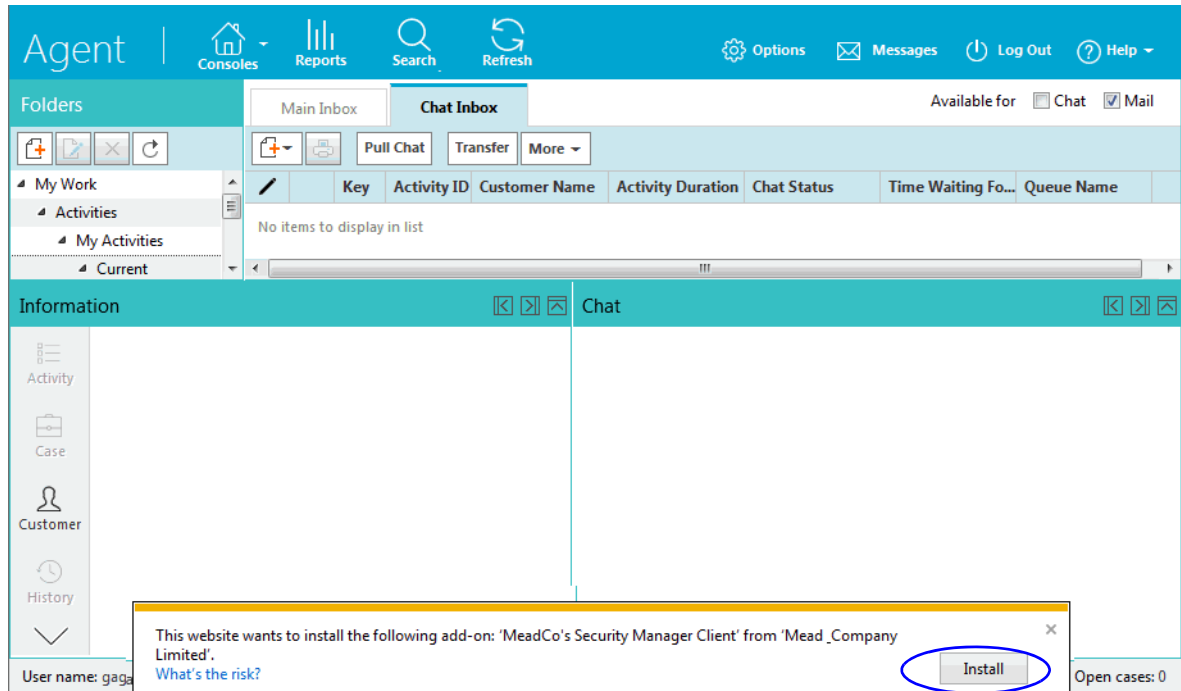 Agent
Consoles
Reports
Search
Refresh
Options
Messages
Log Out
Help
Folders
Main Inbox
Chat Inbox
Available for
Chat
Mail
Pull Chat
Transfer
More
My Work
Key
Activity ID
Customer Name
Activity Duration
Chat Status
Time Waiting Fo...
Queue Name
Activities
No items to display in list
My Activities
Current
Information
Chat
Activity
Case
Customer
History
This website wants to install the following add-on: 'MeadCo's Security Manager Client' from 'Mead _Company
Limited'.
What's the risk?
Install
User name: gaga
Open cases: 0